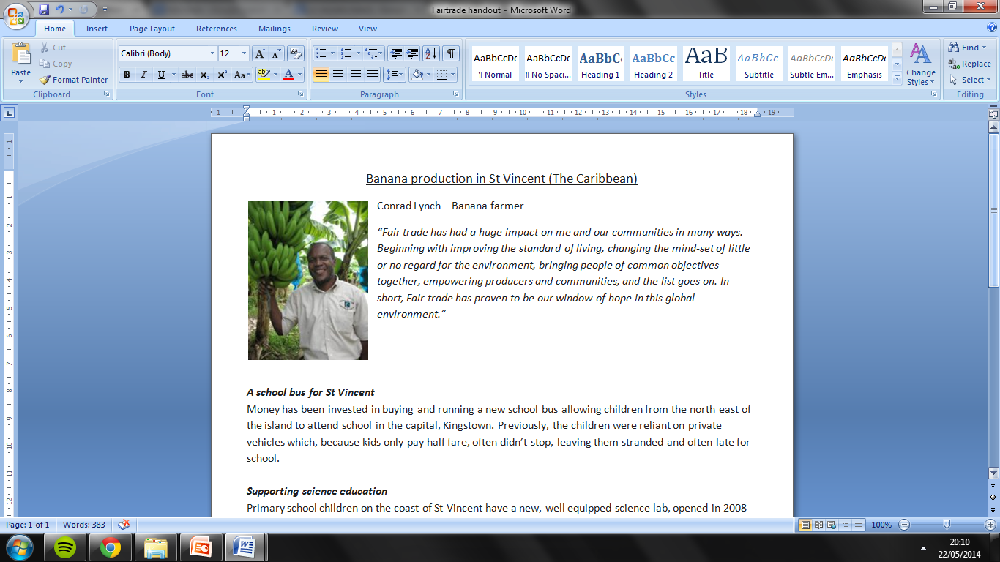 Fairtrade handout - Microsoft Word
Home Insert Page Layout References Mailings Review View
Cut
Copy
Format Painter
Paste
Clipboard
Calibri (Body) 12
Font
Paragraph
AaBbCcDc AaBbCcDc AaBbC AaBbCc AaB AaBbCc. AaBbCcDc AaBbCcDc
¶ Normal ¶ No Spaci... Heading 1 Heading 2 Title Subtitle Subtle Em... Emphasis
Change Styles
Styles
Find
Replace
Select
Editing
1 1 2 3 4 5 6 7 8 9 10 11 12 13 14 15 16 17 18 19
Banana production in St Vincent (The Caribbean)
Conrad Lynch – Banana farmer
“Fair trade has had a huge impact on me and our communities in many ways.
Beginning with improving the standard of living, changing the mind-set of little
or no regard for the environment, bringing people of common objectives
together, empowering producers and communities, and the list goes on. In
short, Fair trade has proven to be our window of hope in this global
environment.”
A school bus for St Vincent
Money has been invested in buying and running a new school bus allowing children from the north east of
the island to attend school in the capital, Kingstown. Previously, the children were reliant on private
vehicles which, because kids only pay half fare, often didn’t stop, leaving them stranded and often late for
school.
Supporting science education
Primary school children on the coast of St Vincent have a new, well equipped science lab, opened in 2008
Page: 1 of 1 Words: 383 100%
20:10
22/05/2014